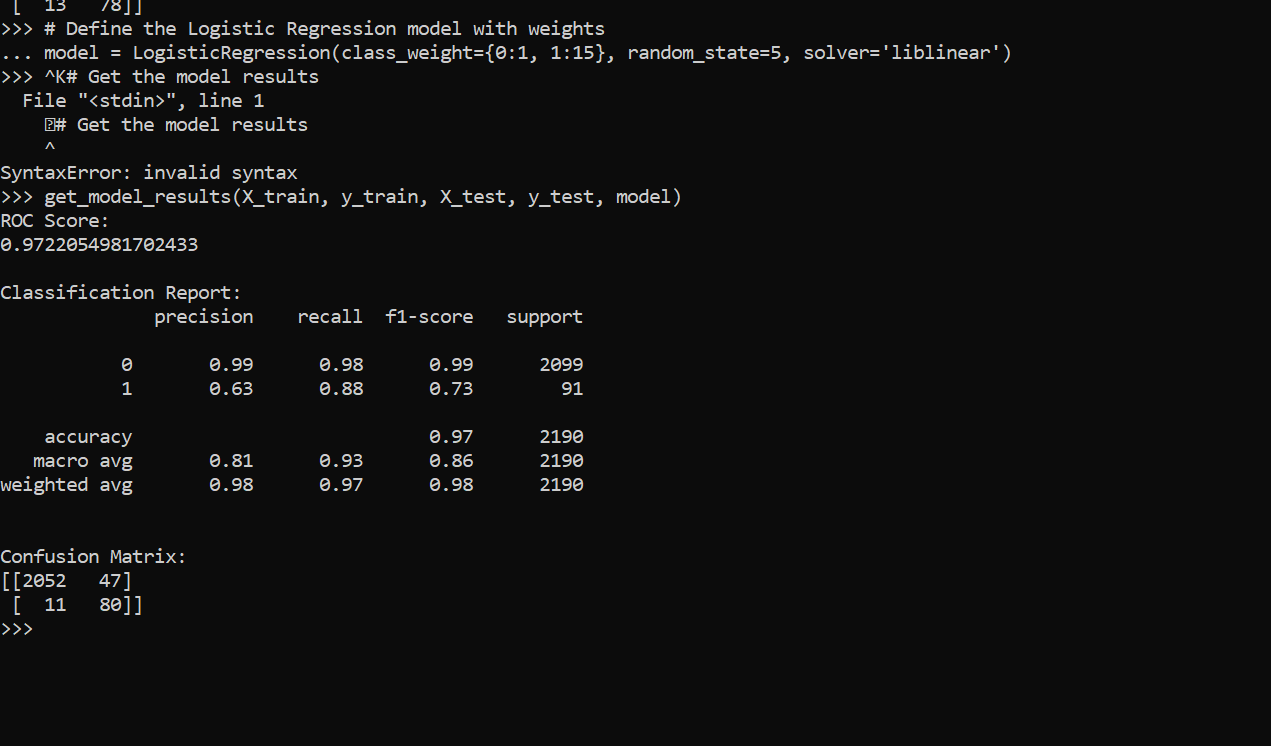 [  13   78]]
>>> # Define the Logistic Regression model with weights
... model = LogisticRegression(class_weight={0:1, 1:15}, random_state=5, solver='liblinear')
>>> ^K# Get the model results
  File "<stdin>", line 1
    �# Get the model results
    ^
SyntaxError: invalid syntax
>>> get_model_results(X_train, y_train, X_test, y_test, model)
ROC Score:
0.9722054981702433
Classification Report:
              precision    recall  f1-score   support
           0       0.99      0.98      0.99      2099
           1       0.63      0.88      0.73        91
    accuracy                           0.97      2190
   macro avg       0.81      0.93      0.86      2190
weighted avg       0.98      0.97      0.98      2190
Confusion Matrix:
[[2052   47]
 [  11   80]]
>>>